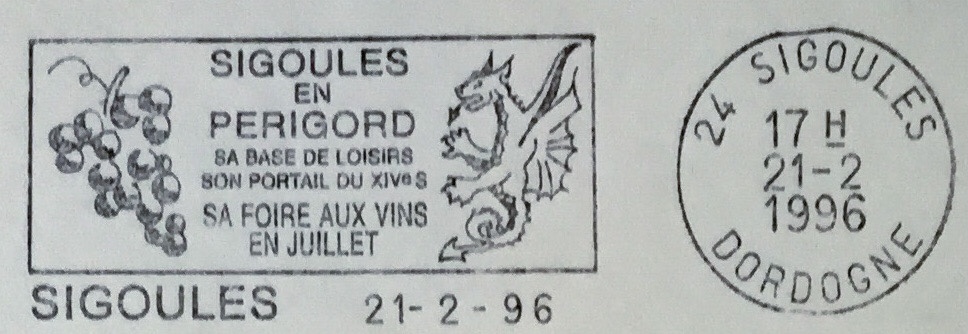 SIGOULES
EN
PERIGORD
SA BASE DE LOISIRS
SON PORTAIL DU XIVe S
SA FOIRE AUX VINS
EN JUILLET
SIGOULES 21-2-96
24 SIGOULES
17 H
21-2
1996
DORDOGNE